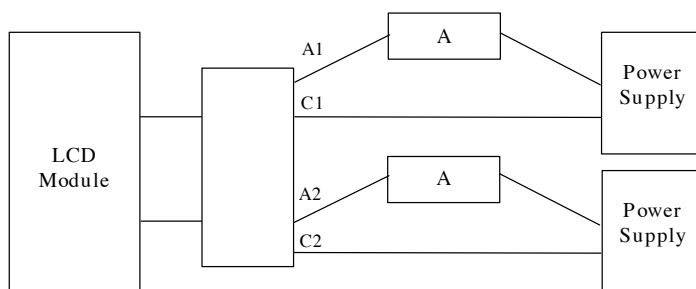 A1
A
C1
Power
Supply
LCD
Module
A2
A
C2
Power
Supply